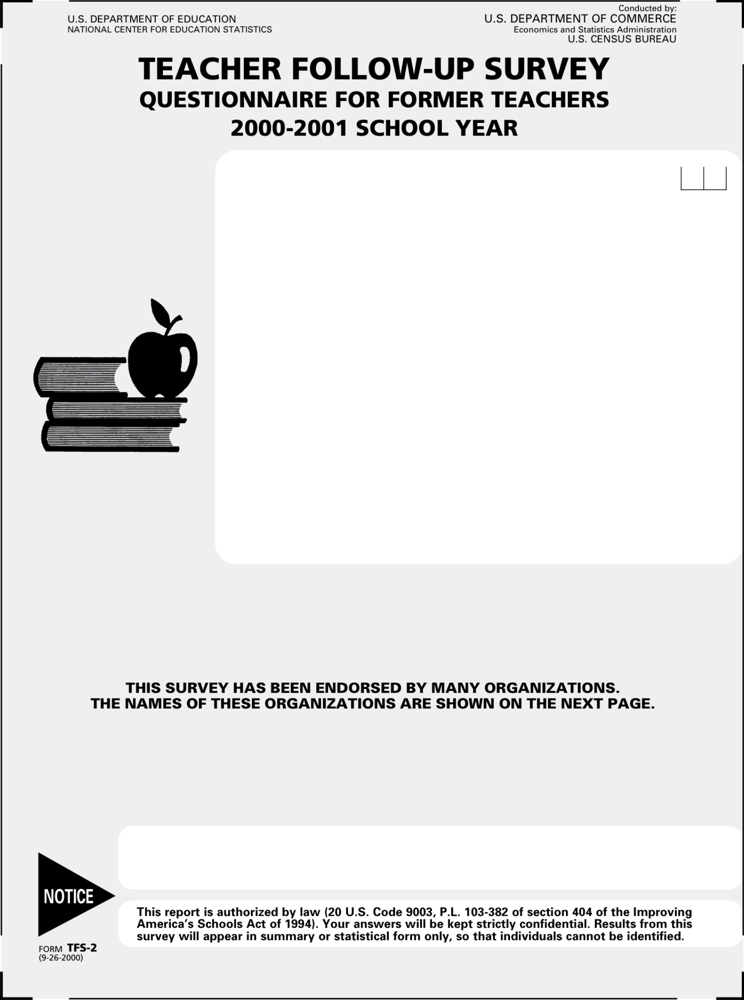 U.S. DEPARTMENT OF EDUCATION
NATIONAL CENTER FOR EDUCATION STATISTICS
Conducted by:
U.S. DEPARTMENT OF COMMERCE
Economics and Statistics Administration
U.S. CENSUS BUREAU
TEACHER FOLLOW-UP SURVEY
QUESTIONNAIRE FOR FORMER TEACHERS
2000-2001 SCHOOL YEAR
THIS SURVEY HAS BEEN ENDORSED BY MANY ORGANIZATIONS.
THE NAMES OF THESE ORGANIZATIONS ARE SHOWN ON THE NEXT PAGE.
NOTICE
This report is authorized by law (20 U.S. Code 9003, P.L. 103-382 of section 404 of the Improving
America’s Schools Act of 1994). Your answers will be kept strictly confidential. Results from this
survey will appear in summary or statistical form only, so that individuals cannot be identified.
FORM TFS-2
(9-26-2000)